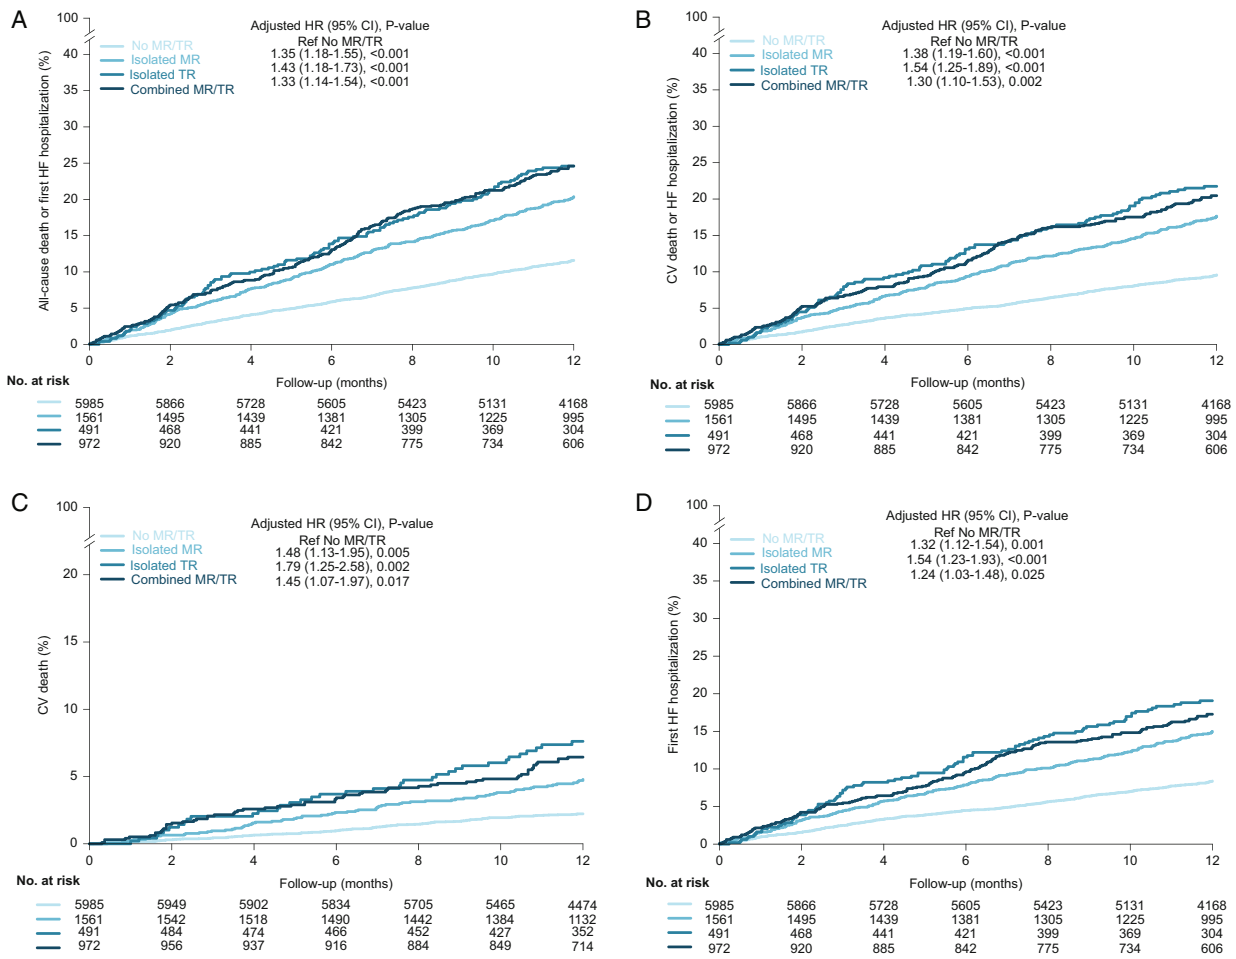 A
Adjusted HR (95% CI), P-value
No MR/TR Ref No MR/TR
Isolated MR 1.35 (1.18-1.55), <0.001
Isolated TR 1.43 (1.18-1.73), <0.001
Combined MR/TR 1.33 (1.14-1.54), <0.001
All-cause death or first HF hospitalization (%)
100
40
35
30
25
20
15
10
5
0
0 2 4 6 8 10 12
Follow-up (months)
No. at risk
5985 5866 5728 5605 5423 5131 4168
1561 1495 1439 1381 1305 1225 995
491 468 441 421 399 369 304
972 920 885 842 775 734 606
B
Adjusted HR (95% CI), P-value
No MR/TR Ref No MR/TR
Isolated MR 1.38 (1.19-1.60), <0.001
Isolated TR 1.54 (1.25-1.89), <0.001
Combined MR/TR 1.30 (1.10-1.53), 0.002
CV death or HF hospitalization (%)
100
40
35
30
25
20
15
10
5
0
0 2 4 6 8 10 12
Follow-up (months)
No. at risk
5985 5866 5728 5605 5423 5131 4168
1561 1495 1439 1381 1305 1225 995
491 468 441 421 399 369 304
972 920 885 842 775 734 606
C
Adjusted HR (95% CI), P-value
No MR/TR Ref No MR/TR
Isolated MR 1.48 (1.13-1.95), 0.005
Isolated TR 1.79 (1.25-2.58), 0.002
Combined MR/TR 1.45 (1.07-1.97), 0.017
CV death (%)
100
20
15
10
5
0
0 2 4 6 8 10 12
Follow-up (months)
No. at risk
5985 5949 5902 5834 5705 5465 4474
1561 1542 1518 1490 1442 1384 1132
491 484 474 466 452 427 352
972 956 937 916 884 849 714
D
Adjusted HR (95% CI), P-value
No MR/TR Ref No MR/TR
Isolated MR 1.32 (1.12-1.54), 0.001
Isolated TR 1.54 (1.23-1.93), <0.001
Combined MR/TR 1.24 (1.03-1.48), 0.025
First HF hospitalization (%)
100
40
35
30
25
20
15
10
5
0
0 2 4 6 8 10 12
Follow-up (months)
No. at risk
5985 5866 5728 5605 5423 5131 4168
1561 1495 1439 1381 1305 1225 995
491 468 441 421 399 369 304
972 920 885 842 775 734 606